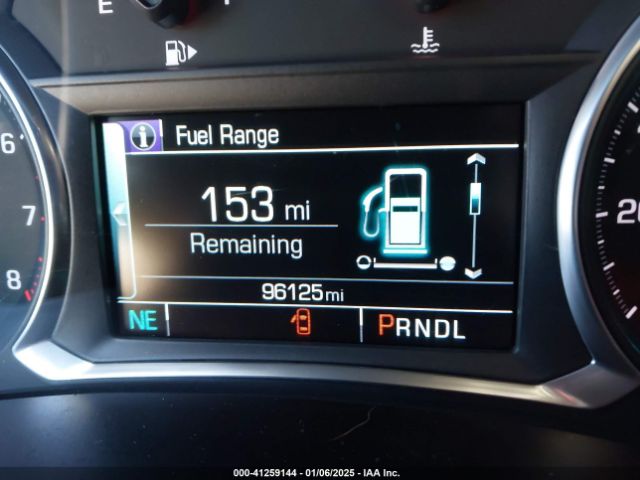 E
Fuel Range
6
153 mi
Remaining
7
20
8
96125mi
NE
PRNDL
000-41259144 - 01/06/2025 - IAA Inc.